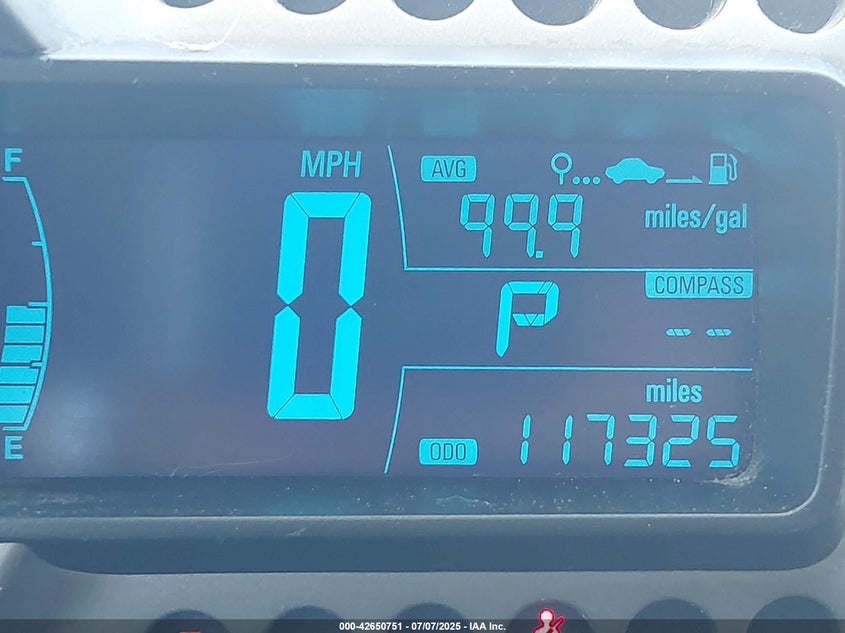 F
MPH
AVG
99.9 miles/gal
0
P
COMPASS
-- --
miles
E
ODO 117325
000-42650751 - 07/07/2025 - IAA Inc.